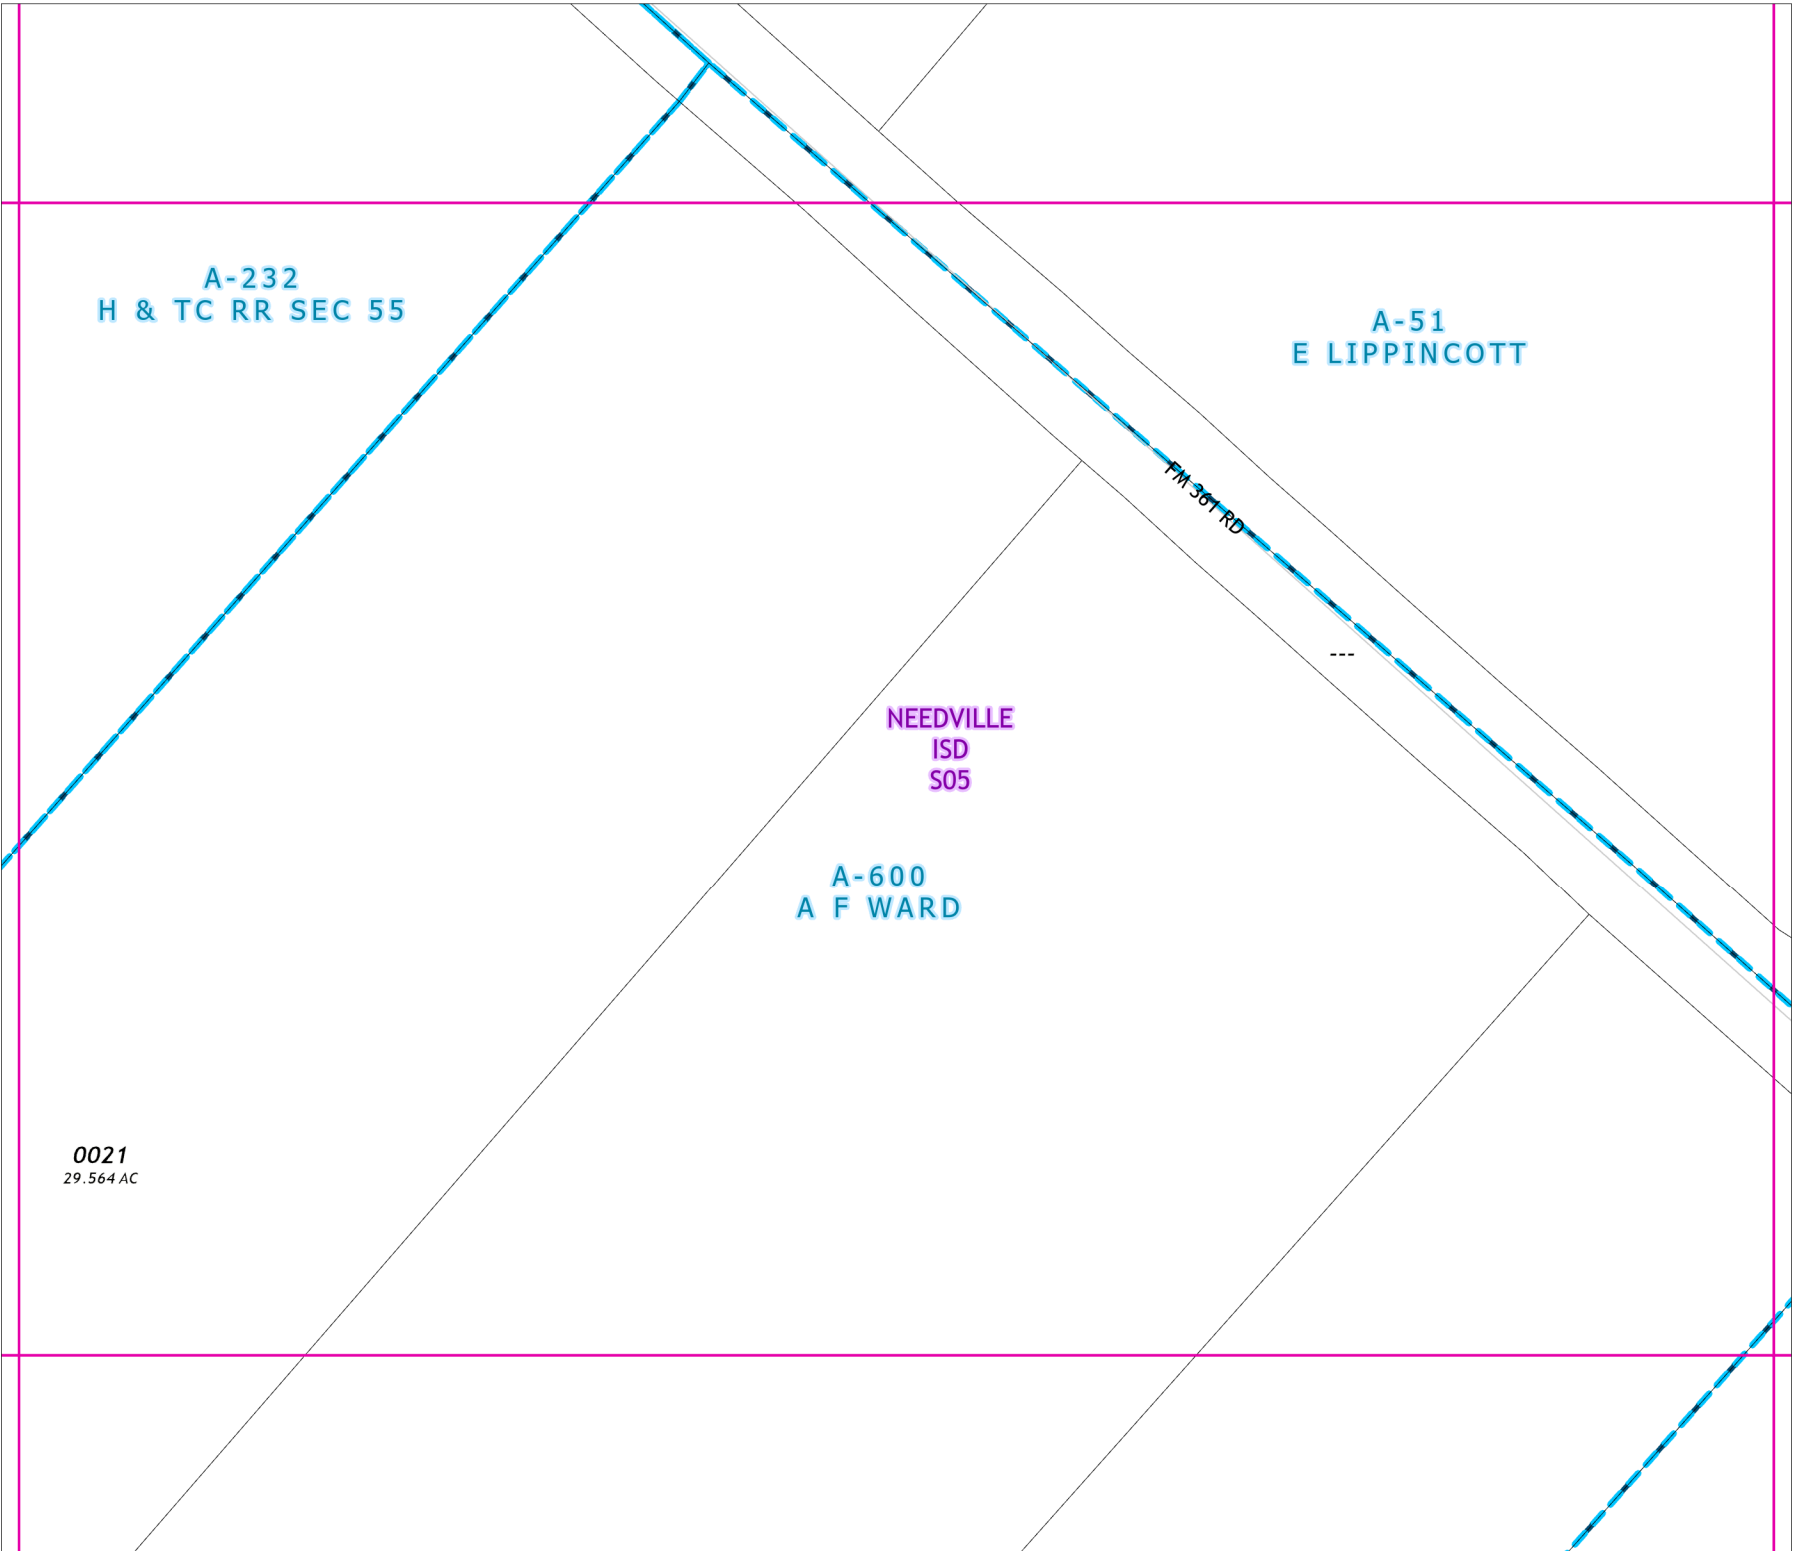 A-232
H & TC RR SEC 55
A-51
E LIPPINCOTT
FM 361 RD
---
NEEDVILLE
ISD
S05
A-600
A F WARD
0021
29.564 AC